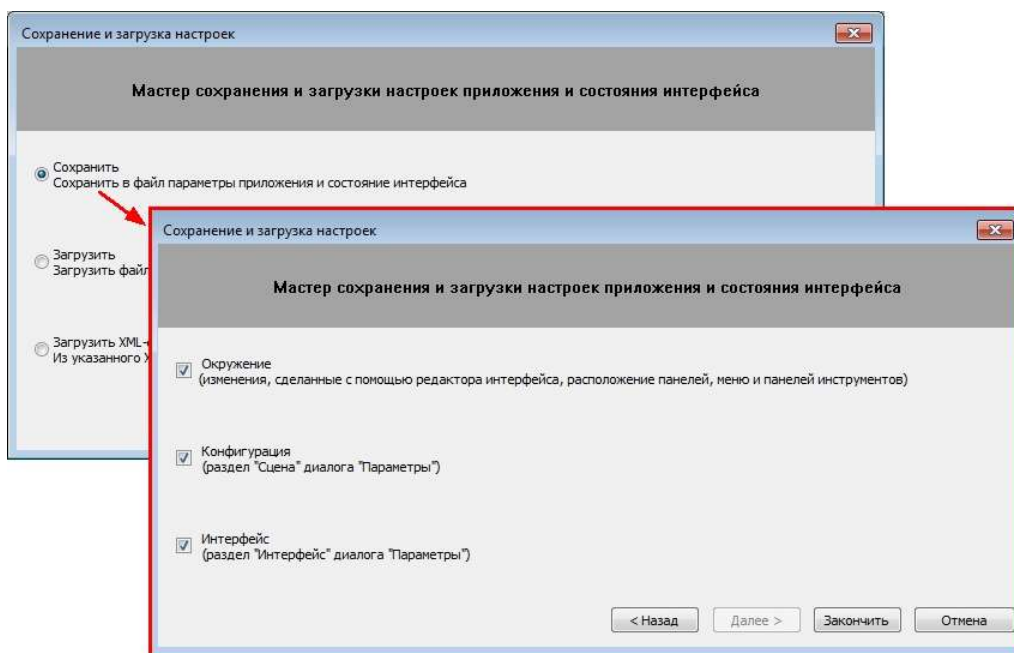 Сохранение и загрузка настроек
Мастер сохранения и загрузки настроек приложения и состояния интерфейса
Сохранить
Сохранить в файл параметры приложения и состояние интерфейса
Загрузить
Загрузить файл
Загрузить XML-
Из указанного
Сохранение и загрузка настроек
Мастер сохранения и загрузки настроек приложения и состояния интерфейса
Окружение
(изменения, сделанные с помощью редактора интерфейса, расположение панелей, меню и панелей инструментов)
Конфигурация
(раздел "Сцена" диалога "Параметры")
Интерфейс
(раздел "Интерфейс" диалога "Параметры")
< Назад Далее > Закончить Отмена